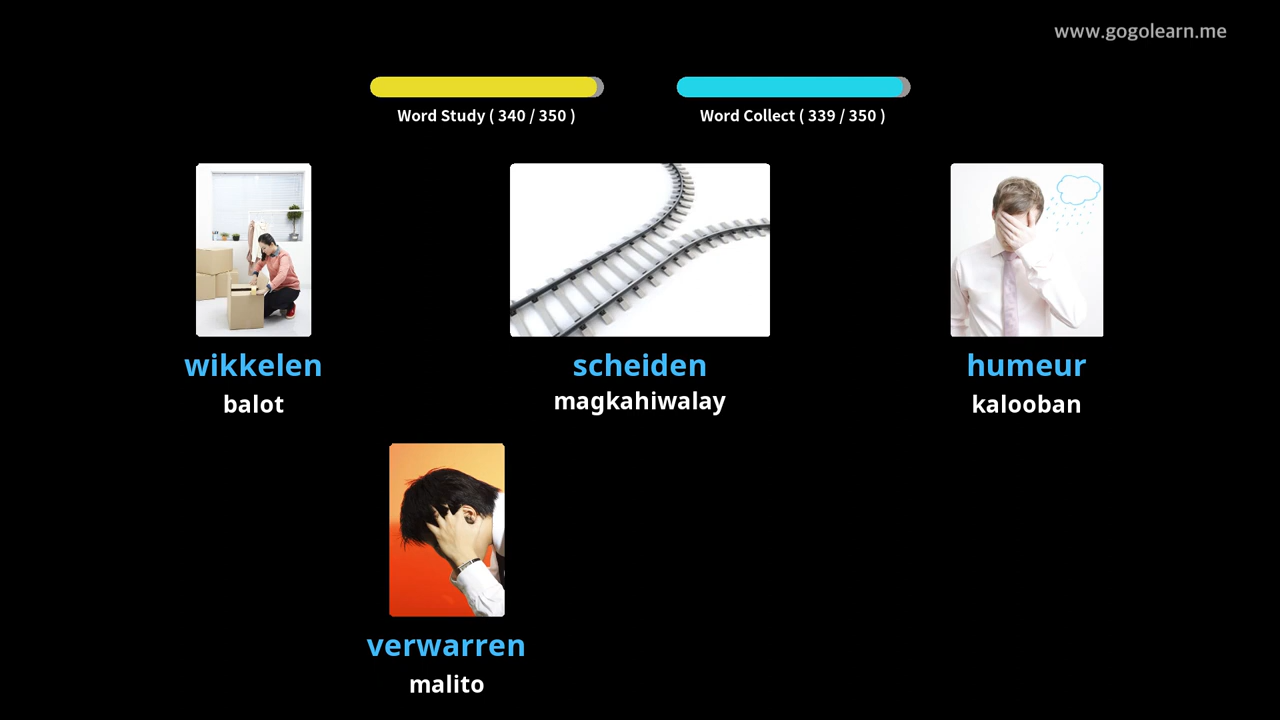 www.gogolearn.me
Word Study ( 340 / 350 )
Word Collect ( 339 / 350 )
wikkelen
balot
scheiden
magkahiwalay
humeur
kalooban
verwarren
malito